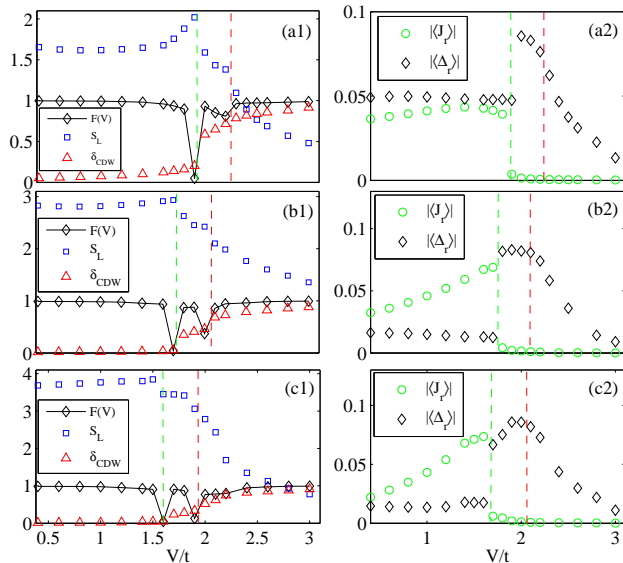 2
1.5
1
0.5
0
(a1)
F(V)
S_L
δ_CDW
0.1
0.05
0
(a2)
|⟨J_r⟩|
|⟨Δ_r⟩|
3
2
1
0
(b1)
F(V)
S_L
δ_CDW
0.1
0.05
0
(b2)
|⟨J_r⟩|
|⟨Δ_r⟩|
4
3
2
1
0
(c1)
F(V)
S_L
δ_CDW
0.5 1 1.5 2 2.5 3
V/t
0.1
0.05
0
(c2)
|⟨J_r⟩|
|⟨Δ_r⟩|
1 2 3
V/t